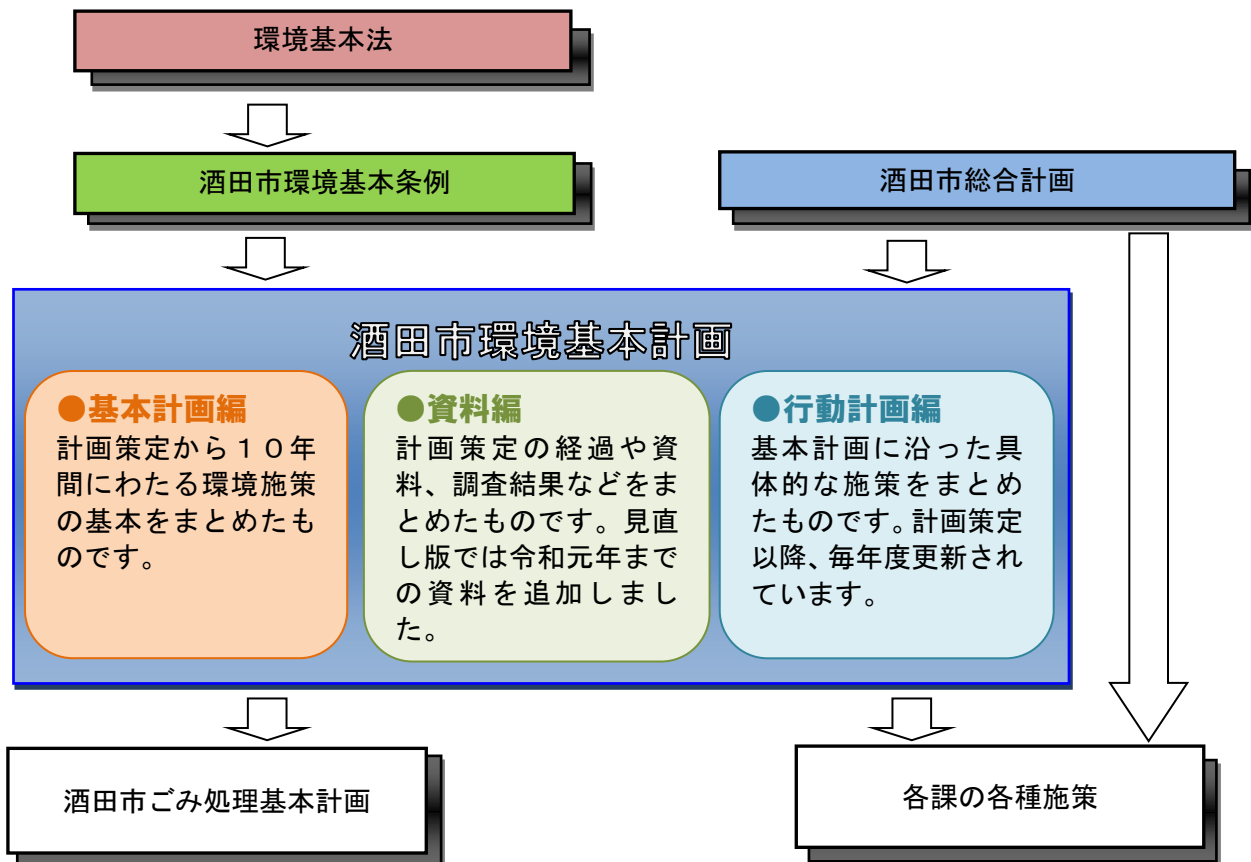 環境基本法
酒田市環境基本条例
酒田市総合計画
酒田市環境基本計画
●基本計画編
計画策定から１０年
間にわたる環境施策
の基本をまとめたも
のです。
●資料編
計画策定の経過や資
料、調査結果などをま
とめたものです。見直
し版では令和元年まで
の資料を追加しまし
た。
●行動計画編
基本計画に沿った具
体的な施策をまとめ
たものです。計画策定
以降、毎年度更新され
ています。
酒田市ごみ処理基本計画
各課の各種施策